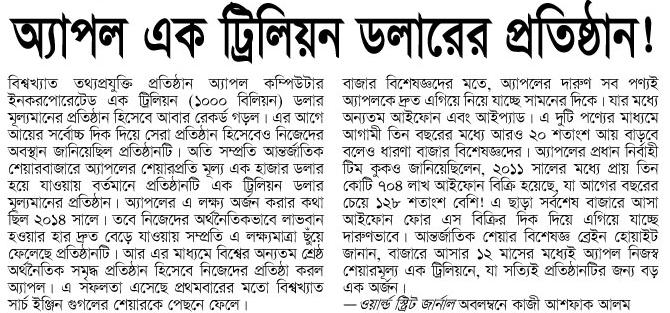 অ্যাপল এক ট্রিলিয়ন ডলারের প্রতিষ্ঠান!
বিশ্বখ্যাত তথ্যপ্রযুক্তি প্রতিষ্ঠান অ্যাপল কম্পিউটার
ইনকরপোরেটেড এক ট্রিলিয়ন (১০০০ বিলিয়ন) ডলার
মূল্যমানের প্রতিষ্ঠান হিসেবে আবার রেকর্ড গড়ল। এর আগে
আয়ের সর্বোচ্চ দিক দিয়ে সেরা প্রতিষ্ঠান হিসেবেও নিজেদের
অবস্থান জানিয়েছিল প্রতিষ্ঠানটি। অতি সম্প্রতি আন্তর্জাতিক
শেয়ারবাজারে অ্যাপলের শেয়ারপ্রতি মূল্য এক হাজার ডলার
হয়ে যাওয়ায় বর্তমানে প্রতিষ্ঠানটি এক ট্রিলিয়ন ডলার
মূল্যমানের প্রতিষ্ঠান। অ্যাপলের এ লক্ষ্য অর্জন করার কথা
ছিল ২০১৪ সালে। তবে নিজেদের অর্থনৈতিকভাবে লাভবান
হওয়ার হার দ্রুত বেড়ে যাওয়ায় সম্প্রতি এ লক্ষ্যমাত্রা ছুঁয়ে
ফেলেছে প্রতিষ্ঠানটি। আর এর মাধ্যমে বিশ্বের অন্যতম শ্রেষ্ঠ
অর্থনৈতিক সমৃদ্ধ প্রতিষ্ঠান হিসেবে নিজেদের প্রতিষ্ঠা করল
অ্যাপল। এ সফলতা এসেছে প্রথমবারের মতো বিশ্বখ্যাত
সার্চ ইঞ্জিন গুগলের শেয়ারকে পেছনে ফেলে।
বাজার বিশেষজ্ঞদের মতে, অ্যাপলের দারুণ সব পণ্যই
অ্যাপলকে দ্রুত এগিয়ে নিয়ে যাচ্ছে সামনের দিকে। যার মধ্যে
অন্যতম আইফোন এবং আইপ্যাড। এ দুটি পণ্যের মাধ্যমে
আগামী তিন বছরের মধ্যে আরও ২০ শতাংশ আয় বাড়বে
বলেও ধারণা বাজার বিশেষজ্ঞদের। অ্যাপলের প্রধান নির্বাহী
টিম কুকও জানিয়েছিলেন, ২০১১ সালের মধ্যে প্রায় তিন
কোটি ৭০৪ লাখ আইফোন বিক্রি হয়েছে, যা আগের বছরের
চেয়ে ১২৮ শতাংশ বেশি! এ ছাড়া সর্বশেষ বাজারে আসা
আইফোন ফোর এস বিক্রির দিক দিয়ে এগিয়ে যাচ্ছে
দারুণভাবে। আন্তর্জাতিক শেয়ার বিশেষজ্ঞ ব্রেইন হোয়াইট
জানান, বাজারে আসার ১২ মাসের মধ্যেই অ্যাপল নিজস্ব
শেয়ারমূল্য এক ট্রিলিয়নে, যা সত্যিই প্রতিষ্ঠানটির জন্য বড়
এক অর্জন।
—ওয়ার্ল্ড স্ট্রিট জার্নাল অবলম্বনে কাজী আশফাক আলম